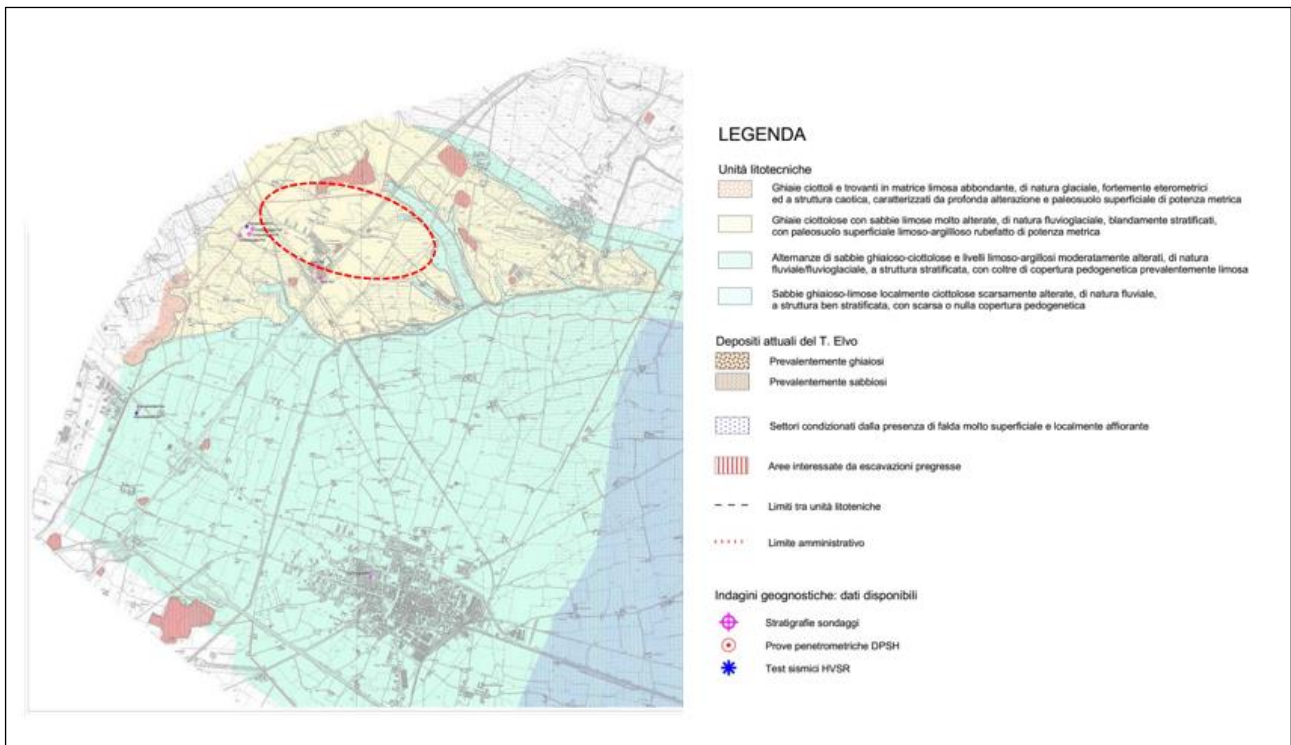 LEGENDA
Unità litotecniche
Ghiaie ciottoli e trovanti in matrice limosa abbondante, di natura glaciale, fortemente eterometrici
ed a struttura caotica, caratterizzati da profonda alterazione e paleosuolo superficiale di potenza metrica
Ghiaie ciottolose con sabbie limose molto alterate, di natura fluvioglaciale, blandamente stratificati,
con paleosuolo superficiale limoso-argilloso rubefatto di potenza metrica
Alternanze di sabbie ghiaioso-ciottolose e livelli limoso-argillosi moderatamente alterati, di natura
fluviale/fluvioglaciale, a struttura stratificata, con coltre di copertura pedogenetica prevalentemente limosa
Sabbie ghiaioso-limose localmente ciottolose scarsamente alterate, di natura fluviale,
a struttura ben stratificata, con scarsa o nulla copertura pedogenetica
Depositi attuali del T. Elvo
Prevalentemente ghiaiosi
Prevalentemente sabbiosi
Settori condizionati dalla presenza di falda molto superficiale e localmente affiorante
Aree interessate da escavazioni pregresse
Limiti tra unità litoteniche
Limite amministrativo
Indagini geognostiche: dati disponibili
Stratigrafie sondaggi
Prove penetrometriche DPSH
Test sismici HVSR